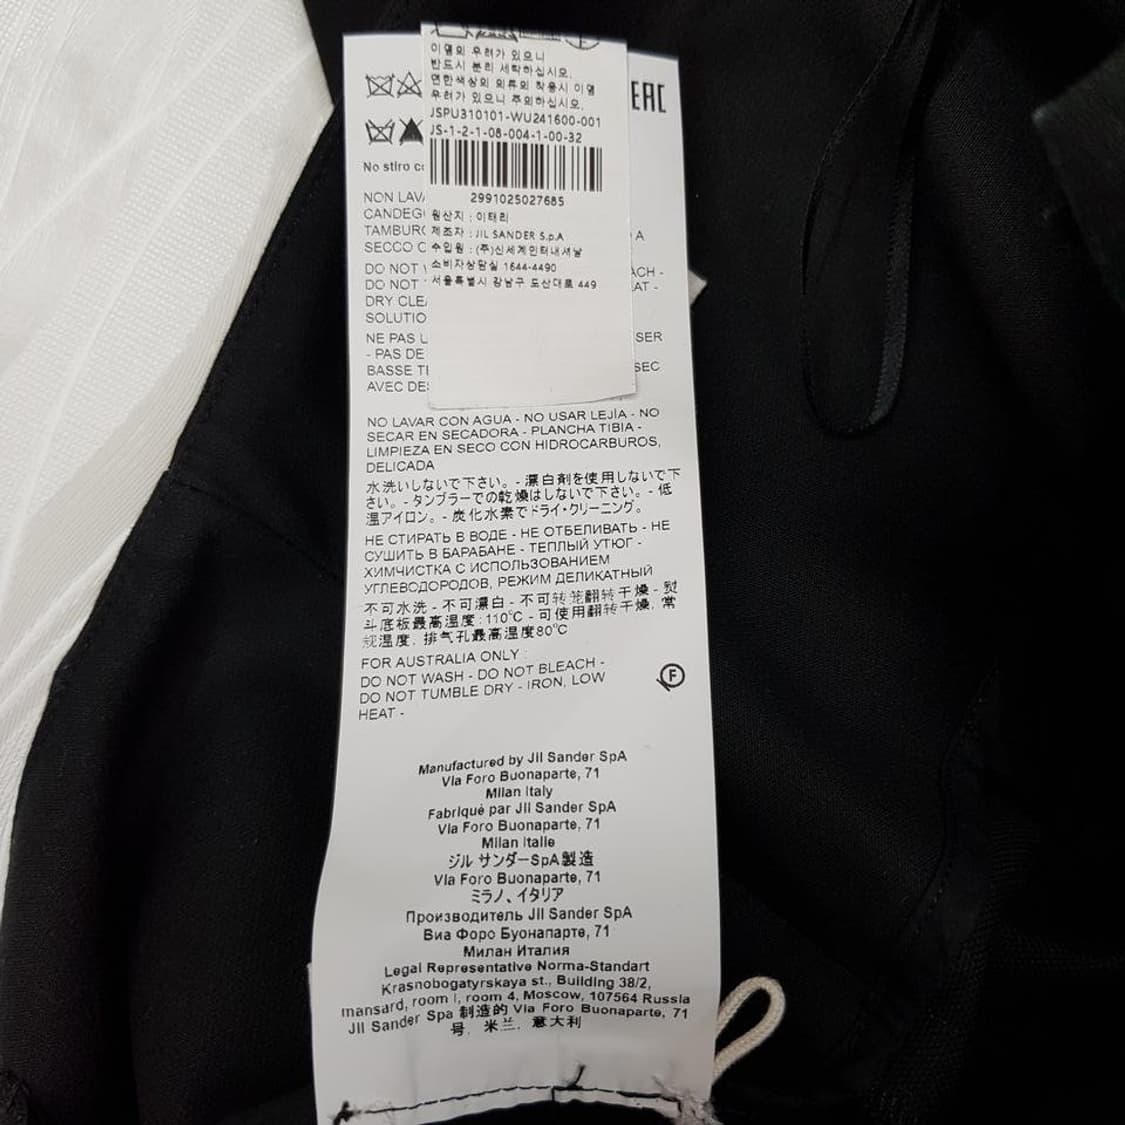 이염의 우려가 있으니
반드시 분리 세탁하십시오.
연한색상의 의류의 착용시 이염
우려가 있으니 주의하십시오.
JSPU310101-WU241600-001
JS-1-2-1-08-004-1-00-32
2991025027685
원산지 : 이태리
제조자 : JIL SANDER S.p.A
수입원 : (주)신세계인터내셔날
소비자상담실 1644-4490
서울특별시 강남구 도산대로 449
EAC
No stiro
NON
CANDEG
TAMBUR A
SECCO
DO NOT ACH -
DO NOT AT -
DRY CLEA
SOLUTIO
NE PAS SER
- PAS DE
BASSE SEC
AVEC DE
NO LAVAR CON AGUA - NO USAR LEJÍA - NO
SECAR EN SECADORA - PLANCHA TIBIA -
LIMPIEZA EN SECO CON HIDROCARBUROS,
DELICADA
水洗いしないで下さい。- 漂白剤を使用しないで下
さい。- タンブラーでの乾燥はしないで下さい。- 低
温アイロン。- 炭化水素でドライ・クリーニング。
НЕ СТИРАТЬ В ВОДЕ - НЕ ОТБЕЛИВАТЬ - НЕ
СУШИТЬ В БАРАБАНЕ - ТЕПЛЫЙ УТЮГ -
ХИМЧИСТКА С ИСПОЛЬЗОВАНИЕМ
УГЛЕВОДОРОДОВ, РЕЖИМ ДЕЛИКАТНЫЙ
不可水洗 - 不可漂白 - 不可转笼翻转干燥 - 熨
斗底板最高温度:110°C - 可使用翻转干燥, 常
规温度, 排气孔最高温度80°C
FOR AUSTRALIA ONLY :
DO NOT WASH - DO NOT BLEACH -
DO NOT TUMBLE DRY - IRON, LOW
HEAT -
F
Manufactured by Jil Sander SpA
Via Foro Buonaparte, 71
Milan Italy
Fabriqué par Jil Sander SpA
Via Foro Buonaparte, 71
Milan Italie
ジル サンダーSpA製造
Via Foro Buonaparte, 71
ミラノ、イタリア
Производитель Jil Sander SpA
Виа Форо Буонапарте, 71
Милан Италия
Legal Representative Norma-Standart
Krasnobogatyrskaya st., Building 38/2,
mansard, room I, room 4, Moscow, 107564 Russia
Jil Sander Spa 制造的 Via Foro Buonaparte, 71
号, 米兰, 意大利